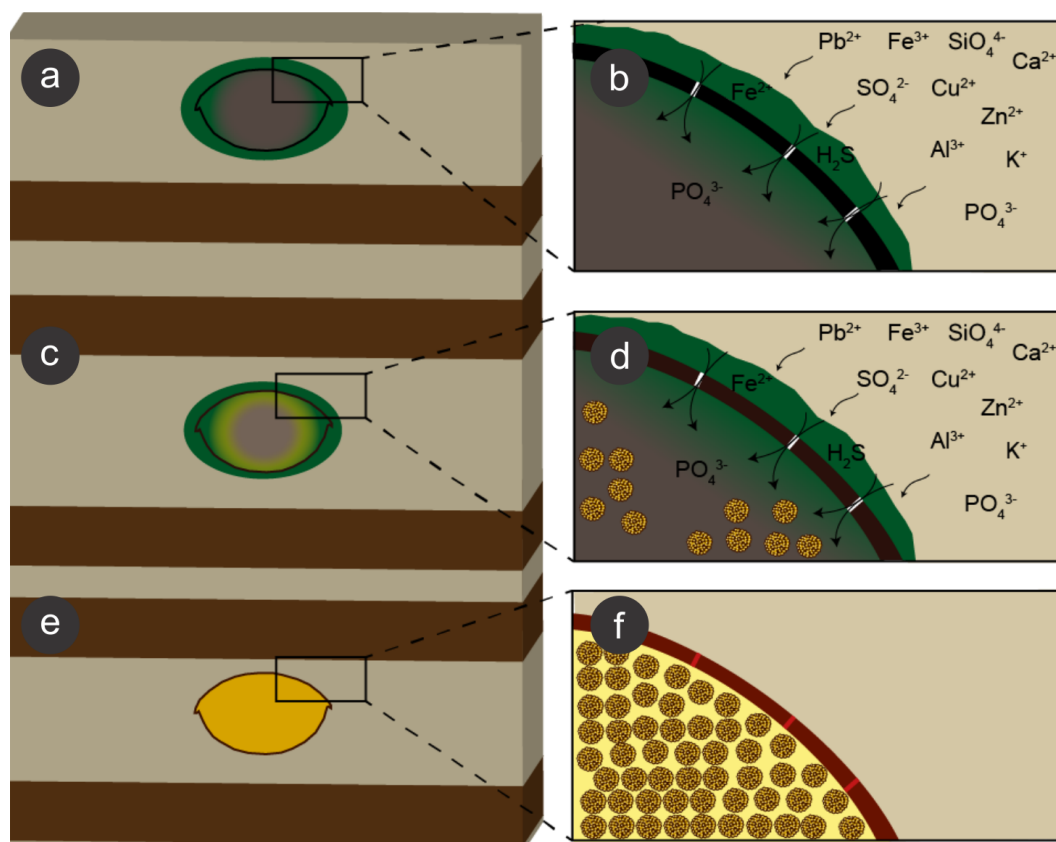 a
b
Pb²⁺ Fe³⁺ SiO₄⁴⁻
Ca²⁺
Fe²⁺
SO₄²⁻ Cu²⁺
Zn²⁺
H₂S
Al³⁺
K⁺
PO₄³⁻
PO₄³⁻
c
d
Pb²⁺ Fe³⁺ SiO₄⁴⁻
Ca²⁺
Fe²⁺
SO₄²⁻ Cu²⁺
Zn²⁺
H₂S
Al³⁺
K⁺
PO₄³⁻
PO₄³⁻
e
f